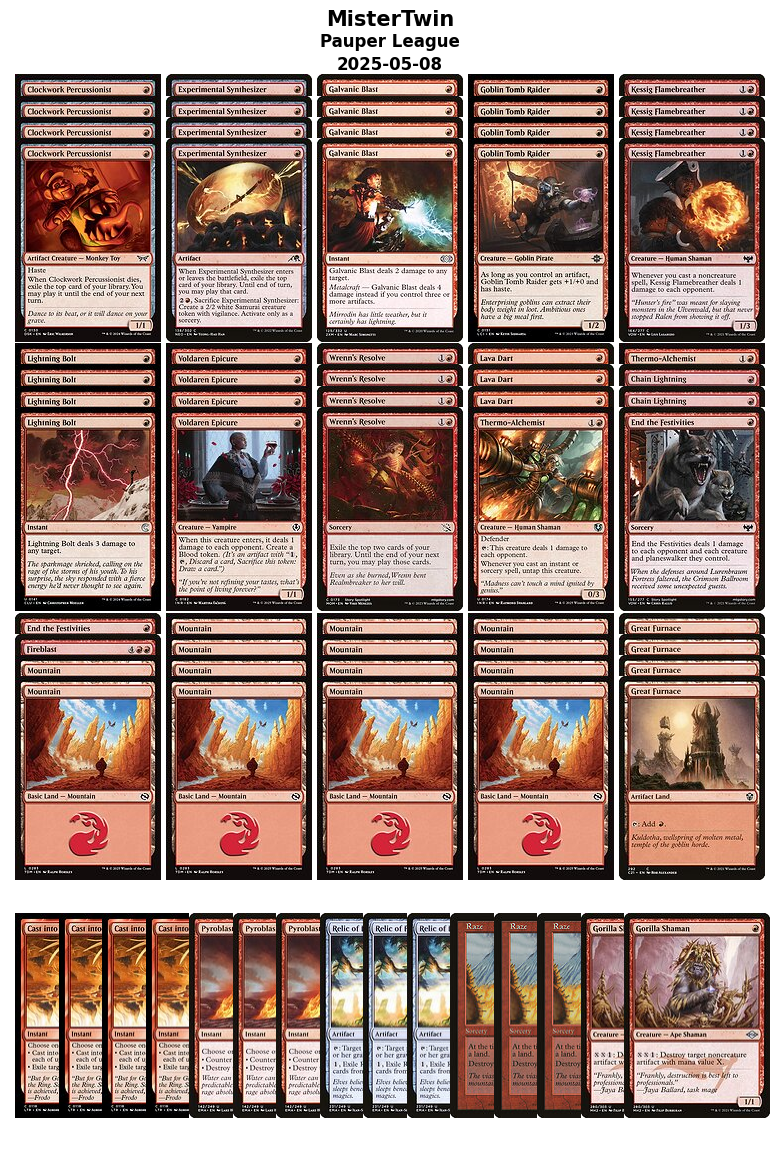 MisterTwin
Pauper League
2025-05-08
Clockwork Percussionist
Clockwork Percussionist
Clockwork Percussionist
Clockwork Percussionist
Artifact Creature — Monkey Toy
Haste
When Clockwork Percussionist dies,
exile the top card of your library. You
may play it until the end of your next
turn.
Dance to its beat, or it will dance on your
grave.
1/1
Experimental Synthesizer
Experimental Synthesizer
Experimental Synthesizer
Experimental Synthesizer
Artifact
When Experimental Synthesizer enters
or leaves the battlefield, exile the top
card of your library. Until end of turn,
you may play that card.
Sacrifice Experimental Synthesizer:
Create a 2/2 white Samurai creature
token with vigilance. Activate only as a
sorcery.
Galvanic Blast
Galvanic Blast
Galvanic Blast
Galvanic Blast
Instant
Galvanic Blast deals 2 damage to any
target.
Metalcraft — Galvanic Blast deals 4
damage instead if you control three or
more artifacts.
Mirrodin has little weather, but it
certainly has lightning.
Goblin Tomb Raider
Goblin Tomb Raider
Goblin Tomb Raider
Goblin Tomb Raider
Creature — Goblin Pirate
As long as you control an artifact,
Goblin Tomb Raider gets +1/+0 and
has haste.
Enterprising goblins can extract their
body weight in loot. Ambitious ones
have a big meal first.
1/2
Kessig Flamebreather
Kessig Flamebreather
Kessig Flamebreather
Kessig Flamebreather
Creature — Human Shaman
Whenever you cast a noncreature
spell, Kessig Flamebreather deals 1
damage to each opponent.
"Hunter's fire" was means for slaying
monsters in the Ulvenwald, but that never
stopped Ralen from showing it off.
1/3
Lightning Bolt
Lightning Bolt
Lightning Bolt
Lightning Bolt
Instant
Lightning Bolt deals 3 damage to
any target.
The sparkmage shrieked, calling on the
rage of the storms of his youth. To his
surprise, the sky responded with a fierce
energy he'd never thought to see again.
Voldaren Epicure
Voldaren Epicure
Voldaren Epicure
Voldaren Epicure
Creature — Vampire
When this creature enters, it deals 1
damage to each opponent. Create a
Blood token. (It's an artifact with "1,
Discard a card, Sacrifice this token:
Draw a card.")
"If you're not refining your tastes, what's
the point of living forever?"
1/1
Wrenn's Resolve
Wrenn's Resolve
Wrenn's Resolve
Wrenn's Resolve
Sorcery
Exile the top two cards of your
library. Until the end of your next
turn, you may play those cards.
Even as she burned, Wrenn bent
Realmbreaker to her will.
Lava Dart
Lava Dart
Lava Dart
Thermo-Alchemist
Creature — Human Shaman
Defender
: This creature deals 1 damage to
each opponent.
Whenever you cast an instant or
sorcery spell, untap this creature.
"Madness can't touch a mind ignited by
genius."
0/3
Thermo-Alchemist
Chain Lightning
Chain Lightning
End the Festivities
Sorcery
End the Festivities deals 1 damage
to each opponent and each creature
and planeswalker they control.
When the defenses around Lurenbraum
Fortress faltered, the Crimson Ballroom
received some unexpected guests.
End the Festivities
Fireblast
Mountain
Mountain
Basic Land — Mountain
Mountain
Mountain
Mountain
Mountain
Basic Land — Mountain
Mountain
Mountain
Mountain
Mountain
Basic Land — Mountain
Mountain
Mountain
Mountain
Mountain
Basic Land — Mountain
Great Furnace
Great Furnace
Great Furnace
Great Furnace
Artifact Land
: Add
Kuldotha, wellspring of molten metal,
temple of the goblin horde.
Cast into
Cast into
Cast into
Cast into
Instant
Instant
Instant
Instant
Pyroblast
Pyroblas
Pyroblas
Instant
Instant
Instant
Relic of
Relic of
Relic of
Artifact
Artifact
Artifact
Raze
Raze
Raze
Sorcery
Sorcery
Sorcery
Gorilla S
Gorilla Shaman
Creature — Ape Shaman
: Destroy target noncreature
artifact with mana value X.
"Frankly, destruction is best left to
professionals."
—Jaya Ballard, task mage
1/1